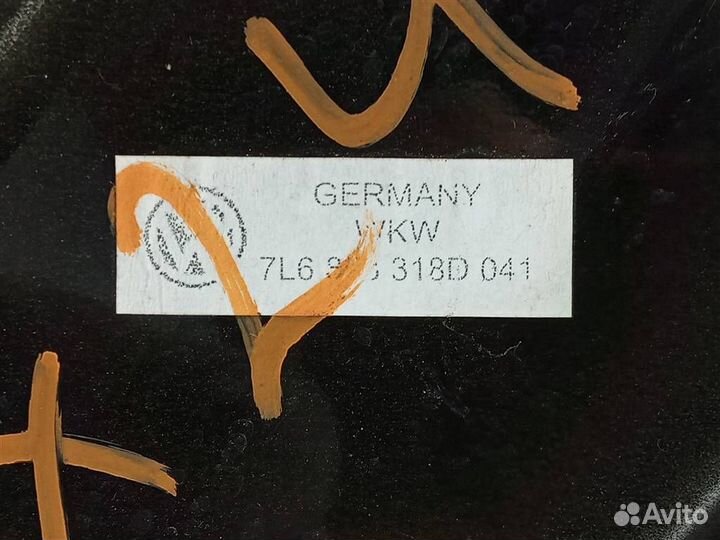 GERMANY
WKW
7L6 318D 041
Avito